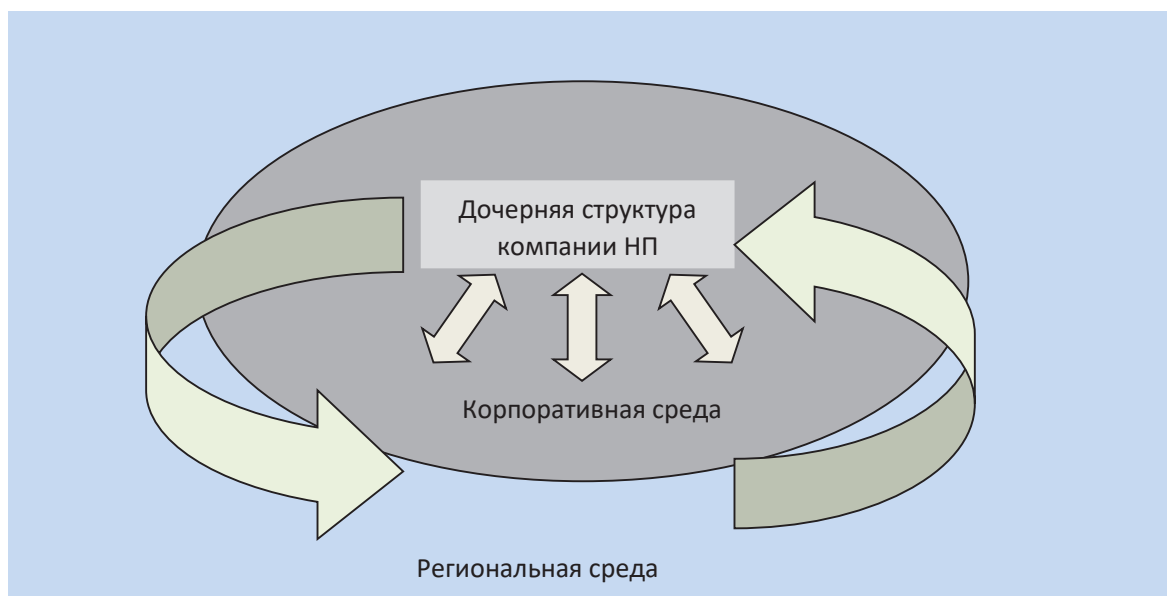 Дочерняя структура
компании НП
Корпоративная среда
Региональная среда